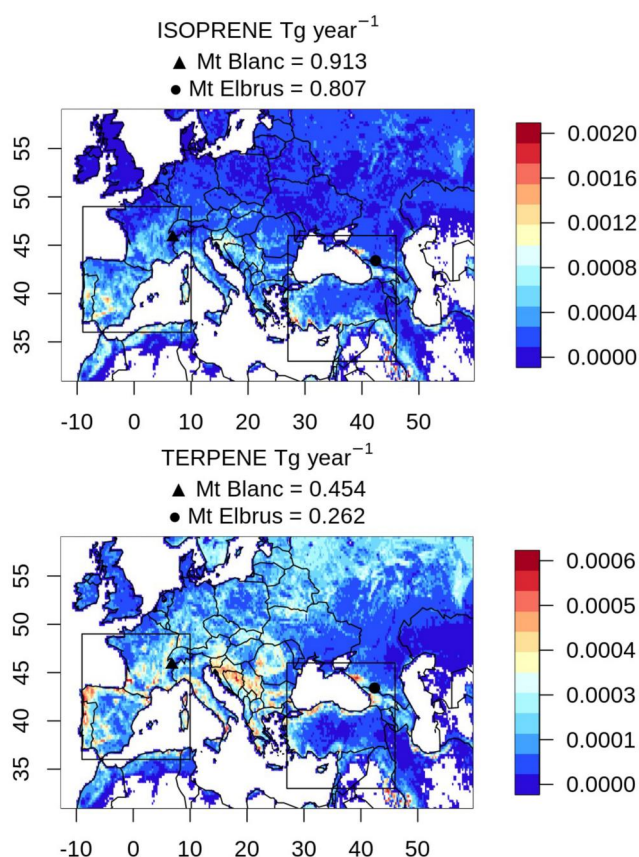 ISOPRENE Tg year⁻¹
▲ Mt Blanc = 0.913
● Mt Elbrus = 0.807
55
50
45
40
35
-10 0 10 20 30 40 50
0.0020
0.0016
0.0012
0.0008
0.0004
0.0000
TERPENE Tg year⁻¹
▲ Mt Blanc = 0.454
● Mt Elbrus = 0.262
55
50
45
40
35
-10 0 10 20 30 40 50
0.0006
0.0005
0.0004
0.0003
0.0001
0.0000